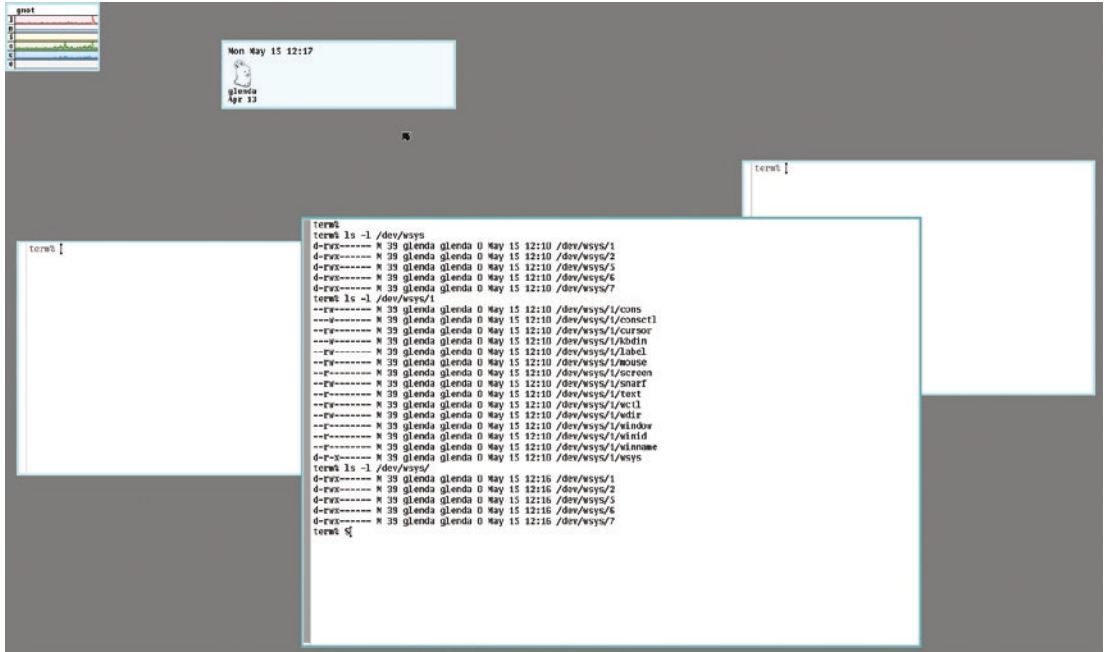 gnot
Mon May 15 12:17
glenda
Apr 13
term%
term%
term%
term% ls -l /dev/wsys
d-rwx------ M 39 glenda glenda 0 May 15 12:10 /dev/wsys/1
d-rwx------ M 39 glenda glenda 0 May 15 12:10 /dev/wsys/2
d-rwx------ M 39 glenda glenda 0 May 15 12:10 /dev/wsys/5
d-rwx------ M 39 glenda glenda 0 May 15 12:10 /dev/wsys/6
d-rwx------ M 39 glenda glenda 0 May 15 12:10 /dev/wsys/7
term% ls -l /dev/wsys/1
--rw------- M 39 glenda glenda 0 May 15 12:10 /dev/wsys/1/cons
---w------- M 39 glenda glenda 0 May 15 12:10 /dev/wsys/1/consctl
--rw------- M 39 glenda glenda 0 May 15 12:10 /dev/wsys/1/cursor
---w------- M 39 glenda glenda 0 May 15 12:10 /dev/wsys/1/kbdin
--rw------- M 39 glenda glenda 0 May 15 12:10 /dev/wsys/1/label
--rw------- M 39 glenda glenda 0 May 15 12:10 /dev/wsys/1/mouse
--r-------- M 39 glenda glenda 0 May 15 12:10 /dev/wsys/1/screen
--rw------- M 39 glenda glenda 0 May 15 12:10 /dev/wsys/1/snarf
--r-------- M 39 glenda glenda 0 May 15 12:10 /dev/wsys/1/text
--rw------- M 39 glenda glenda 0 May 15 12:10 /dev/wsys/1/wctl
--rw------- M 39 glenda glenda 0 May 15 12:10 /dev/wsys/1/wdir
--r-------- M 39 glenda glenda 0 May 15 12:10 /dev/wsys/1/window
--r-------- M 39 glenda glenda 0 May 15 12:10 /dev/wsys/1/winid
--r-------- M 39 glenda glenda 0 May 15 12:10 /dev/wsys/1/winname
d-r-x------ M 39 glenda glenda 0 May 15 12:10 /dev/wsys/1/wsys
term% ls -l /dev/wsys/
d-rwx------ M 39 glenda glenda 0 May 15 12:16 /dev/wsys/1
d-rwx------ M 39 glenda glenda 0 May 15 12:16 /dev/wsys/2
d-rwx------ M 39 glenda glenda 0 May 15 12:16 /dev/wsys/5
d-rwx------ M 39 glenda glenda 0 May 15 12:16 /dev/wsys/6
d-rwx------ M 39 glenda glenda 0 May 15 12:16 /dev/wsys/7
term% S